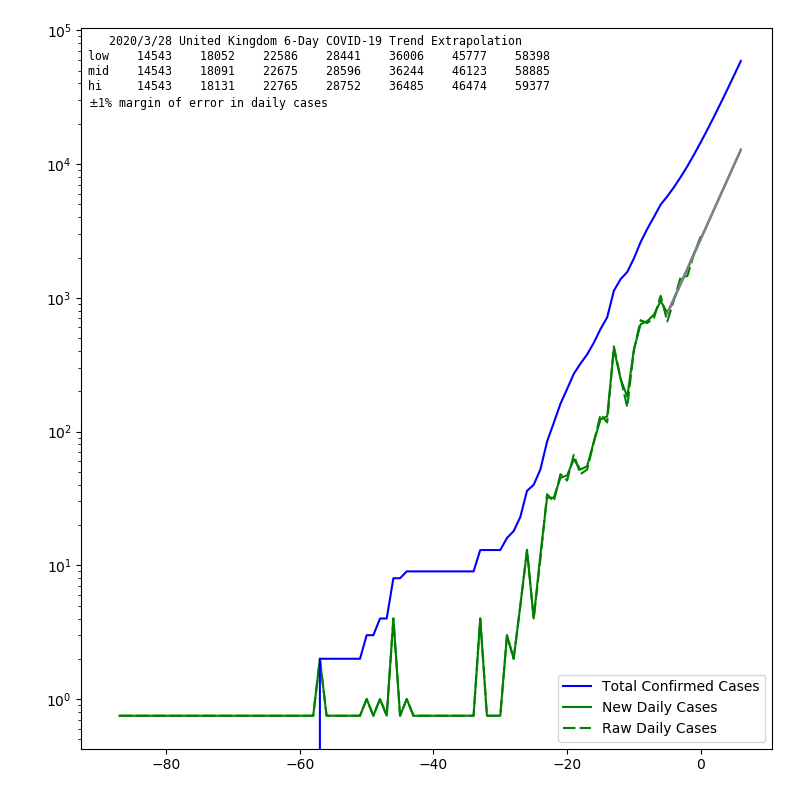 2020/3/28 United Kingdom 6-Day COVID-19 Trend Extrapolation
low 14543 18052 22586 28441 36006 45777 58398
mid 14543 18091 22675 28596 36244 46123 58885
hi 14543 18131 22765 28752 36485 46474 59377
±1% margin of error in daily cases
10^5
10^4
10^3
10^2
10^1
10^0
Total Confirmed Cases
New Daily Cases
Raw Daily Cases
−80 −60 −40 −20 0